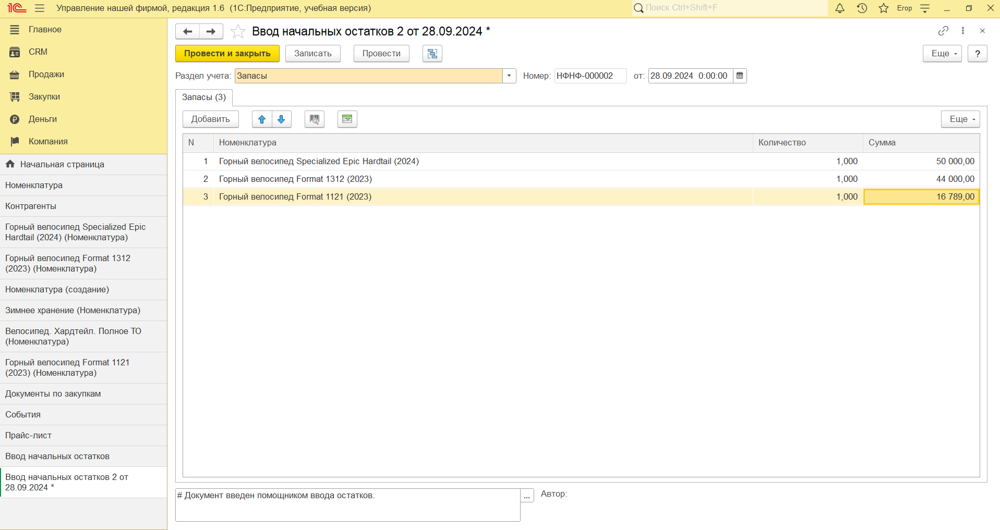 1С Управление нашей фирмой, редакция 1.6 (1С:Предприятие, учебная версия)
Поиск Ctrl+Shift+F
Егор
Главное
CRM
Продажи
Закупки
Деньги
Компания
Начальная страница
Номенклатура
Контрагенты
Горный велосипед Specialized Epic
Hardtail (2024) (Номенклатура)
Горный велосипед Format 1312
(2023) (Номенклатура)
Номенклатура (создание)
Зимнее хранение (Номенклатура)
Велосипед. Хардтейл. Полное ТО
(Номенклатура)
Горный велосипед Format 1121
(2023) (Номенклатура)
Документы по закупкам
События
Прайс-лист
Ввод начальных остатков
Ввод начальных остатков 2 от
28.09.2024 *
Ввод начальных остатков 2 от 28.09.2024 *
Провести и закрыть
Записать
Провести
Еще
?
Раздел учета: Запасы
Номер: НФНФ-000002
от: 28.09.2024 0:00:00
Запасы (3)
Добавить
Еще
N Номенклатура Количество Сумма
1 Горный велосипед Specialized Epic Hardtail (2024) 1,000 50 000,00
2 Горный велосипед Format 1312 (2023) 1,000 44 000,00
3 Горный велосипед Format 1121 (2023) 1,000 16 789,00
# Документ введен помощником ввода остатков.
...
Автор: